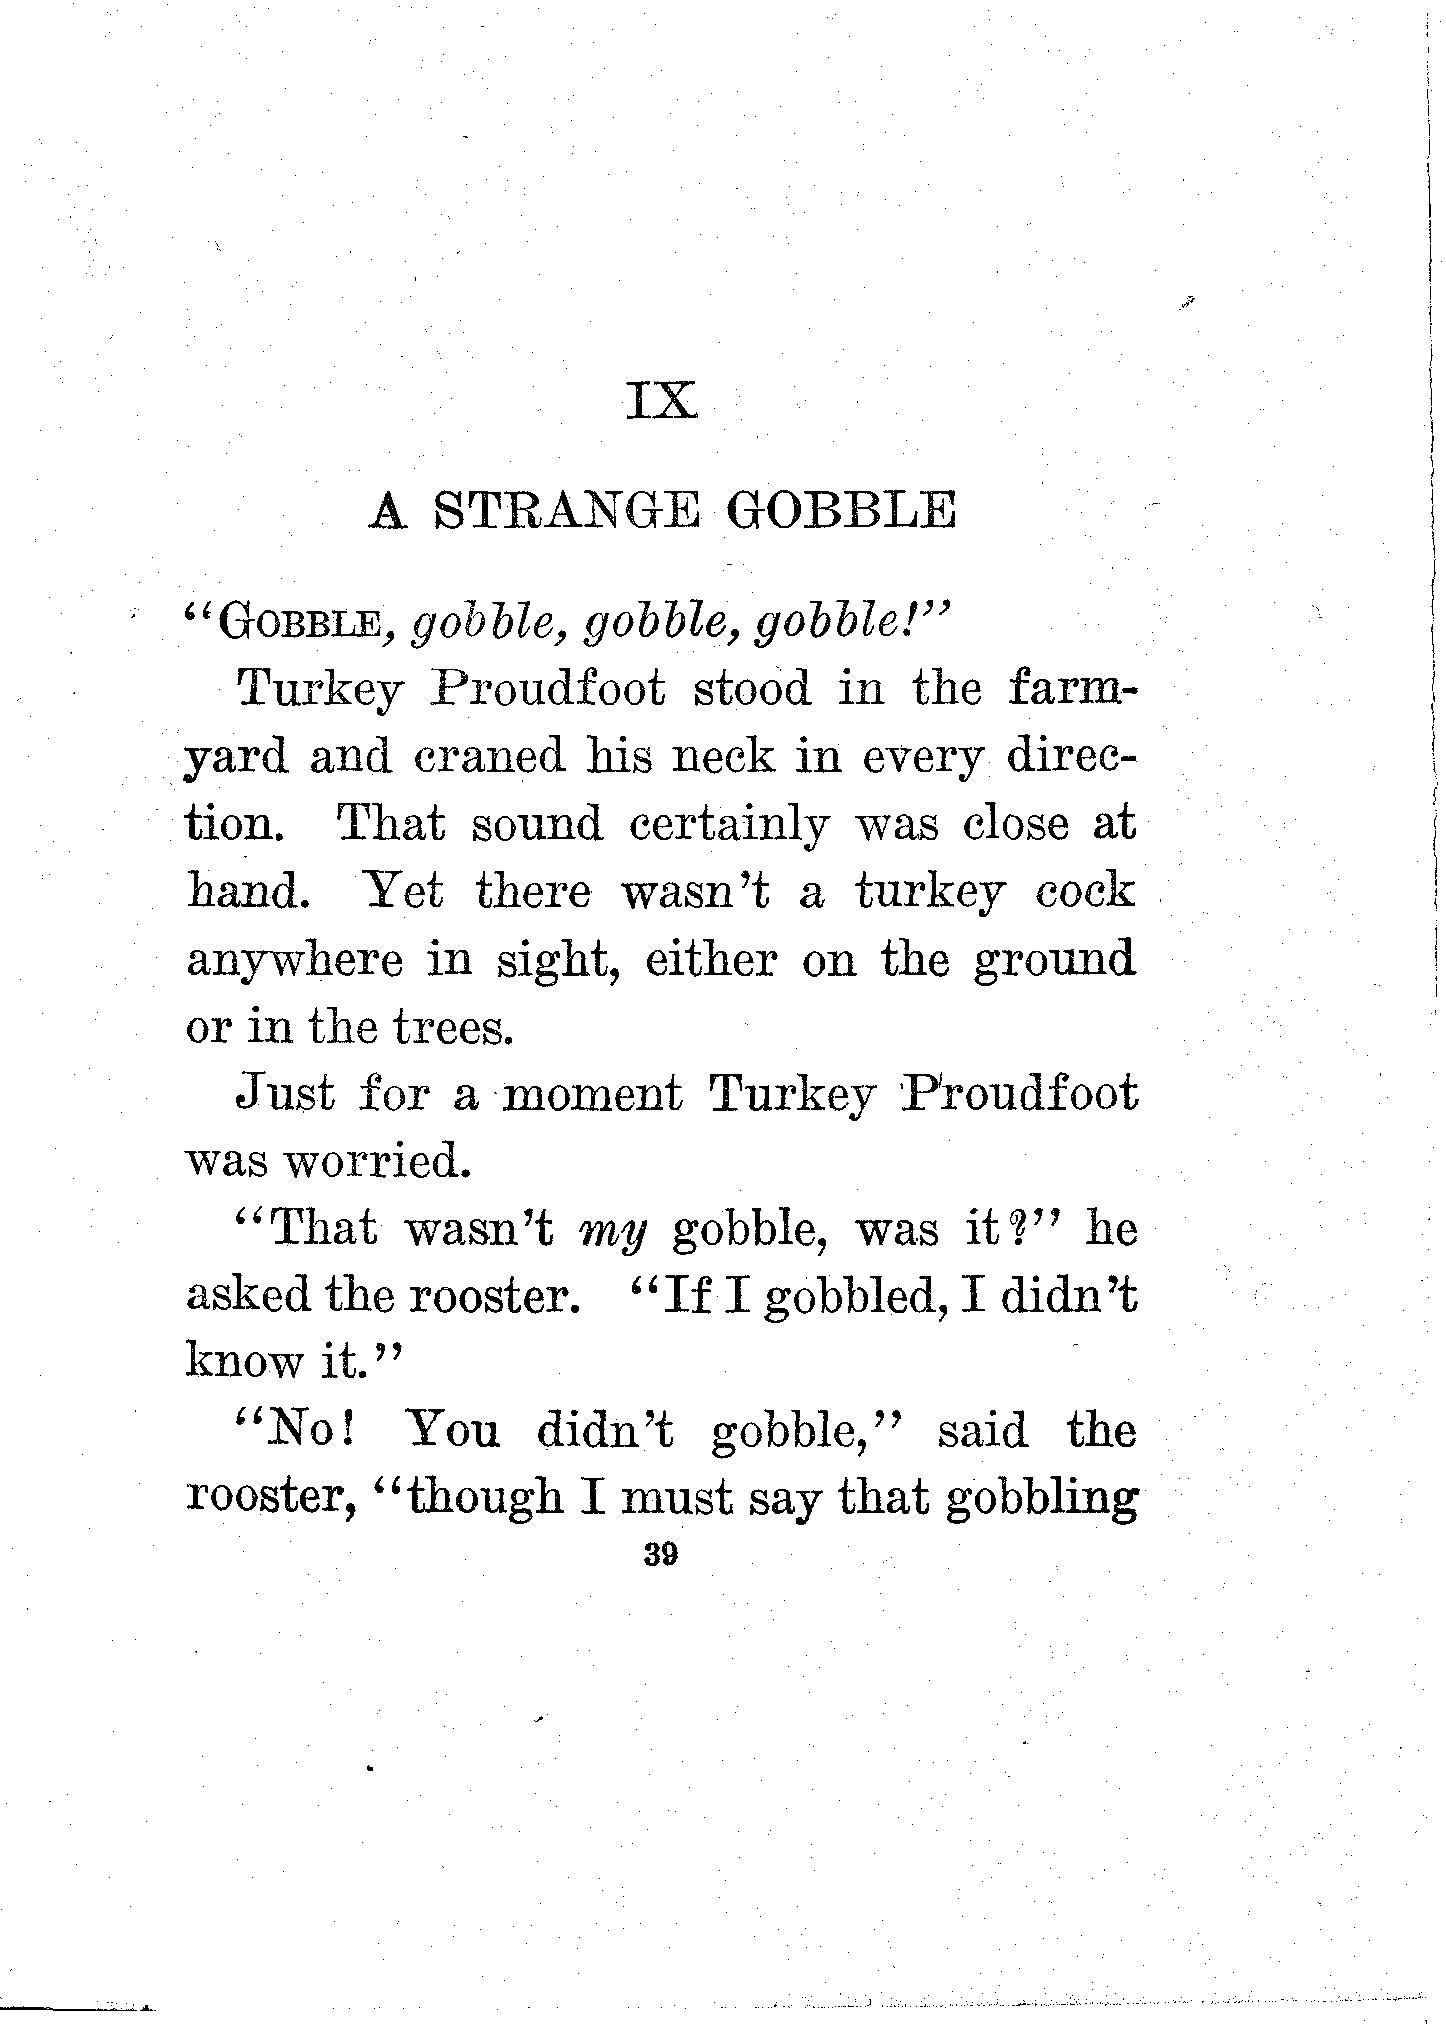 IX
A STRANGE GOBBLE
"GOBBLE, gobble, gobble, gobble!"
Turkey Proudfoot stood in the farm-
yard and craned his neck in every direc-
tion. That sound certainly was close at
hand. Yet there wasn't a turkey cock
anywhere in sight, either on the ground
or in the trees.
Just for a moment Turkey Proudfoot
was worried.
"That wasn't my gobble, was it?" he
asked the rooster. "If I gobbled, I didn't
know it."
"No! You didn't gobble," said the
rooster, "though I must say that gobbling
39